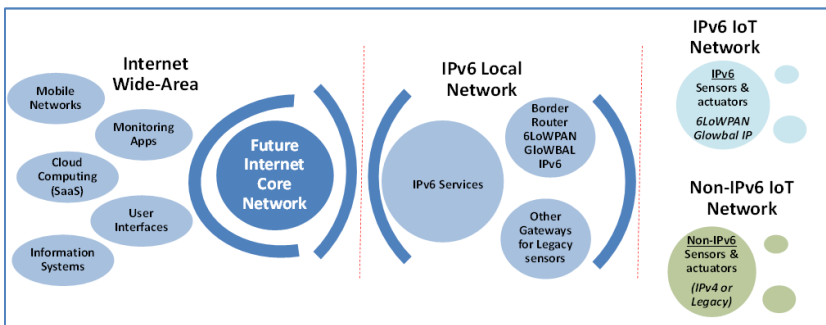 Internet
Wide-Area
Mobile
Networks
Monitoring
Apps
Cloud
Computing
(SaaS)
User
Interfaces
Information
Systems
Future
Internet
Core
Network
IPv6 Local
Network
IPv6 Services
Border
Router
6LoWPAN
GloWBAL
IPv6
Other
Gateways
for Legacy
sensors
IPv6 IoT
Network
IPv6
Sensors &
actuators
6LoWPAN
Glowbal IP
Non-IPv6 IoT
Network
Non-IPv6
Sensors &
actuators
(IPv4 or
Legacy)